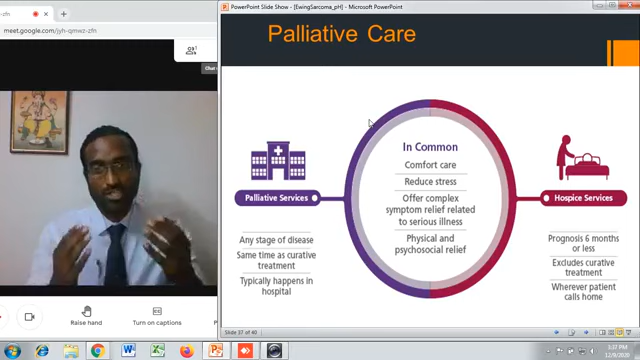 meet.google.com/jyh-qmwz-zfn
1
Raise hand
Turn on captions
PowerPoint Slide Show - [EwingSarcoma_pH] - Microsoft PowerPoint
Palliative Care
Palliative Services
Any stage of disease
Same time as curative
treatment
Typically happens in
hospital
In Common
Comfort care
Reduce stress
Offer complex
symptom relief related
to serious illness
Physical and
psychosocial relief
Hospice Services
Prognosis 6 months
or less
Excludes curative
treatment
Wherever patient
calls home
Slide 37 of 40
3:37 PM